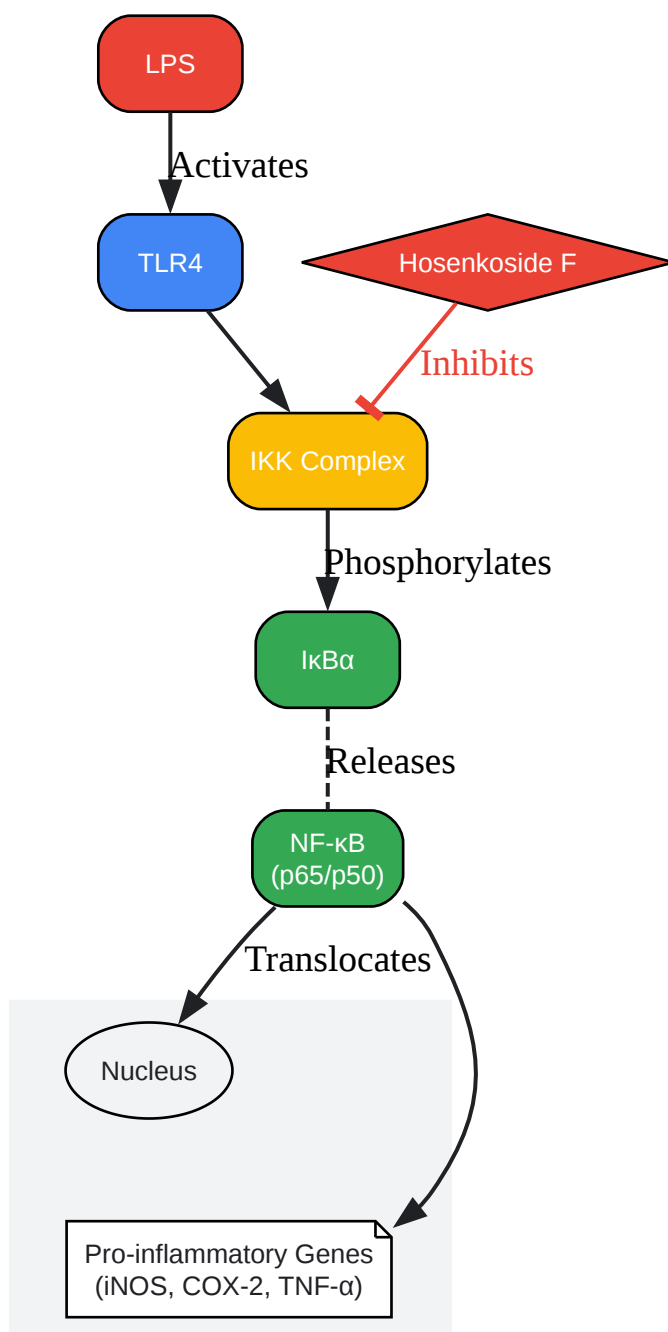 LPS
Activates
TLR4
Hosenkoside F
Inhibits
IKK Complex
Phosphorylates
IκBα
Releases
NF-κB
(p65/p50)
Translocates
Nucleus
Pro-inflammatory Genes
(iNOS, COX-2, TNF-α)